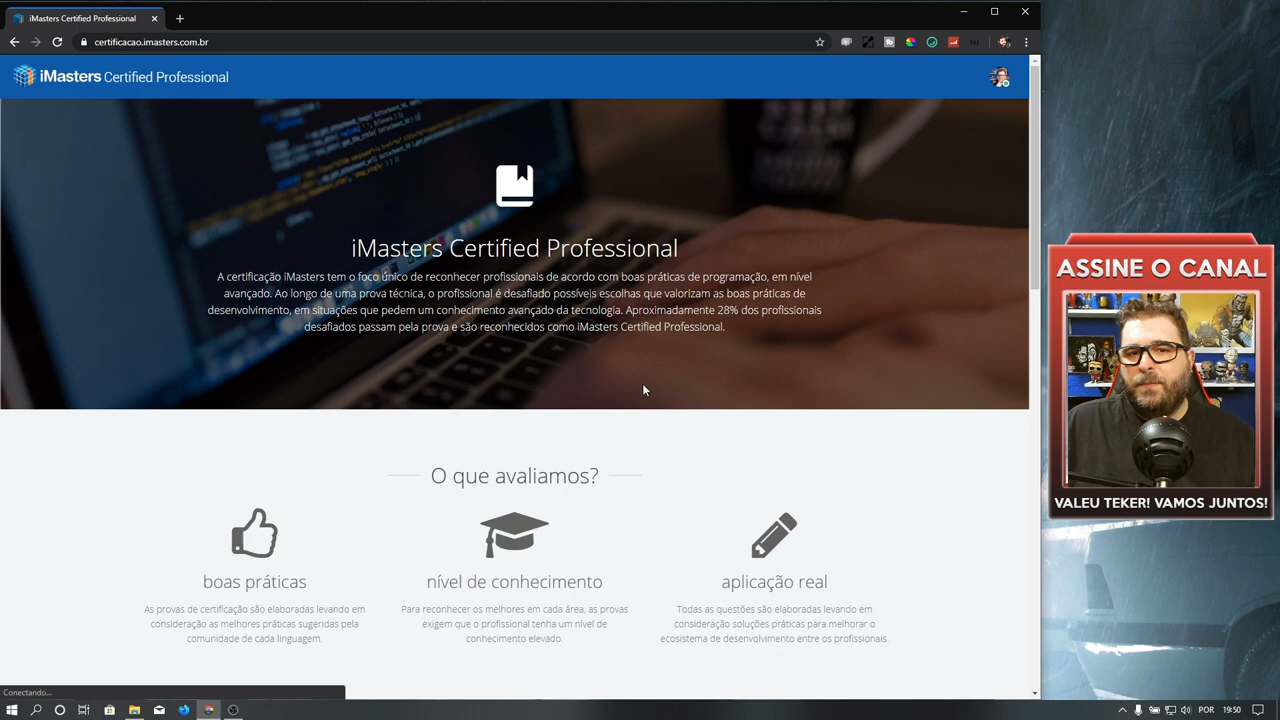 iMasters Certified Professional
certificacao.imasters.com.br
iMasters Certified Professional
iMasters Certified Professional
A certificação iMasters tem o foco único de reconhecer profissionais de acordo com boas práticas de programação, em nível
avançado. Ao longo de uma prova técnica, o profissional é desafiado possíveis escolhas que valorizam as boas práticas de
desenvolvimento, em situações que pedem um conhecimento avançado da tecnologia. Aproximadamente 28% dos profissionais
desafiados passam pela prova e são reconhecidos como iMasters Certified Professional.
O que avaliamos?
boas práticas
As provas de certificação são elaboradas levando em
consideração as melhores práticas sugeridas pela
comunidade de cada linguagem.
nível de conhecimento
Para reconhecer os melhores em cada área, as provas
exigem que o profissional tenha um nível de
conhecimento elevado.
aplicação real
Todas as questões são elaboradas levando em
consideração soluções práticas para melhorar o
ecosistema de desenvolvimento entre os profissionais.
ASSINE O CANAL
VALEU TEKER! VAMOS JUNTOS!
Conectando...
POR
19:50